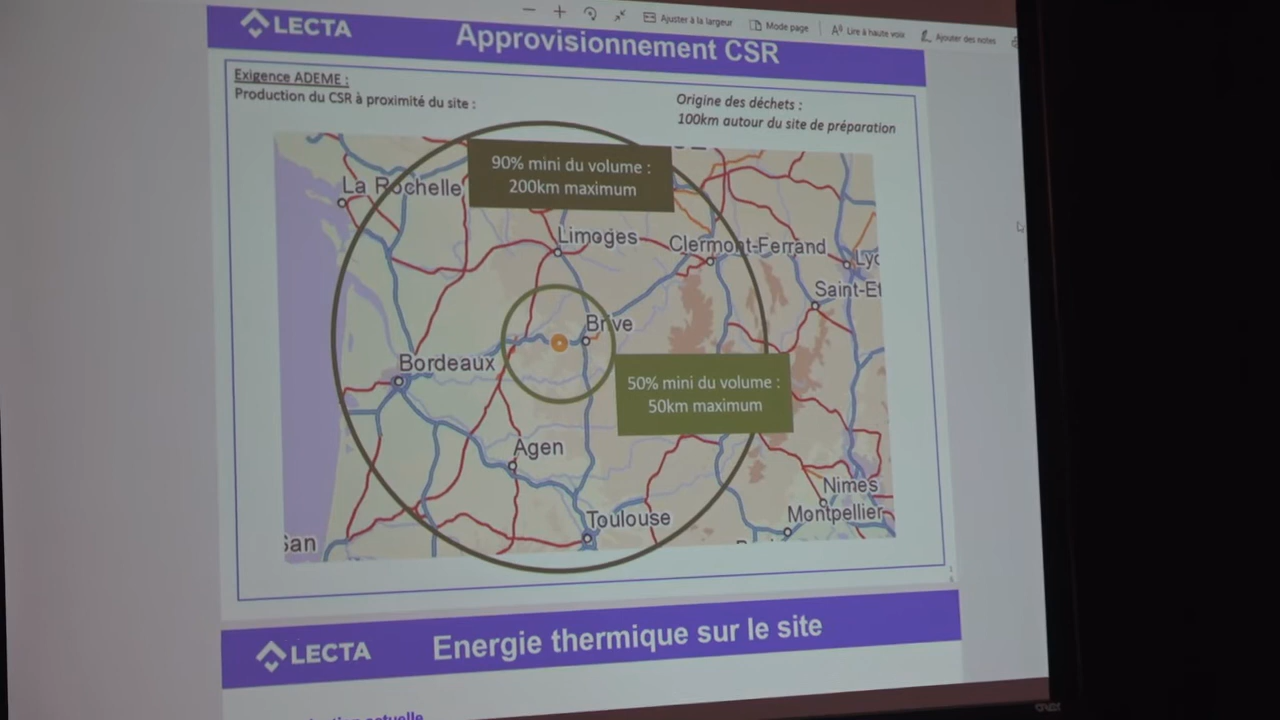 Ajuster à la largeur
Mode page
Lire à haute voix
Ajouter des notes
LECTA
Approvisionnement CSR
Exigence ADEME :
Production du CSR à proximité du site :
Origine des déchets :
100km autour du site de préparation
90% mini du volume :
200km maximum
La Rochelle
Limoges
Clermont-Ferrand
Lyo
Saint-Et
Brive
Bordeaux
50% mini du volume :
50km maximum
Agen
Nimes
Toulouse
Montpellier
San
LECTA
Energie thermique sur le site
actuelle